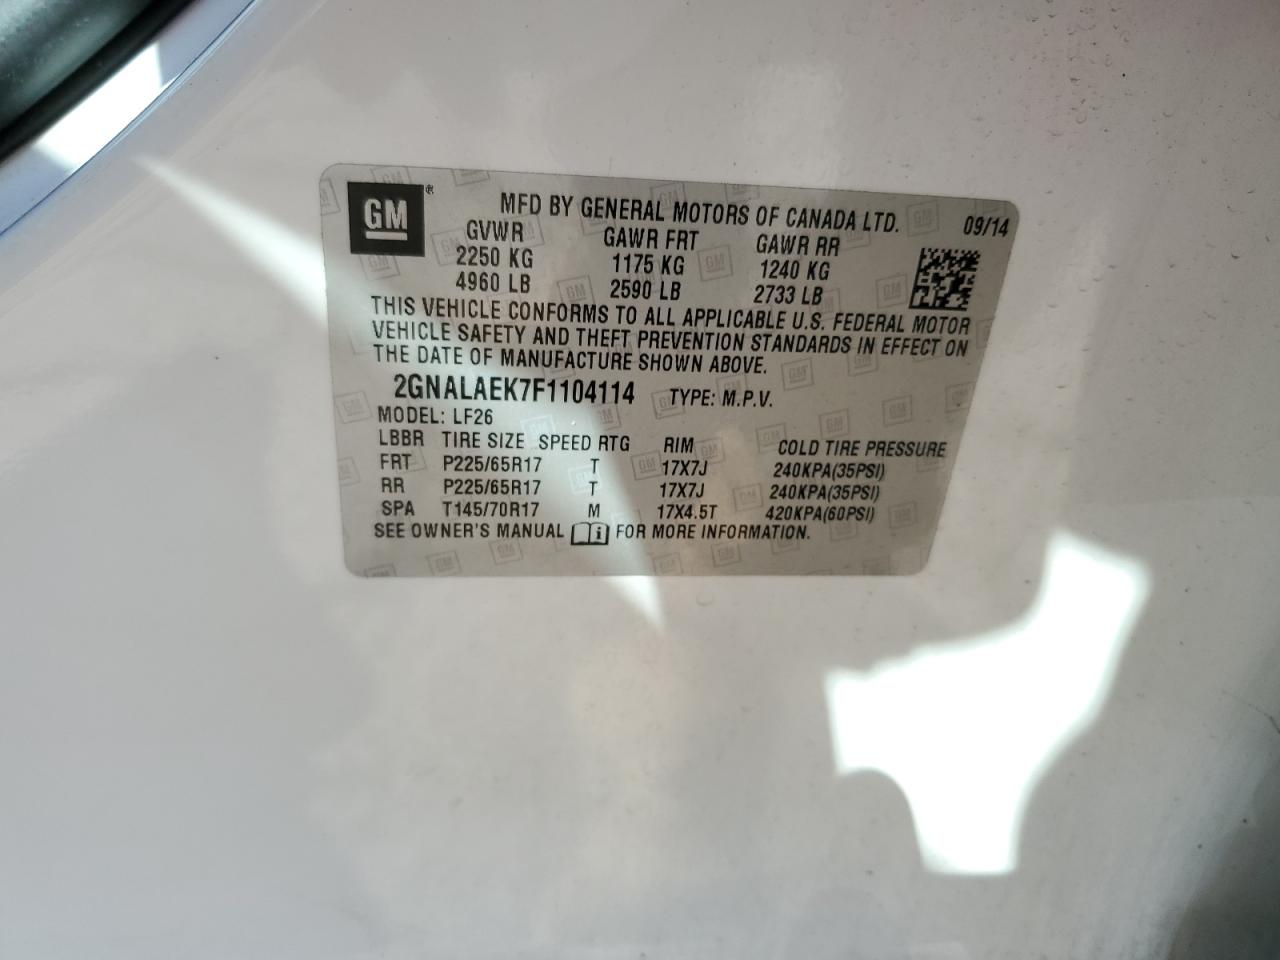 GM®
MFD BY GENERAL MOTORS OF CANADA LTD. 09/14
GVWR GAWR FRT GAWR RR
2250 KG 1175 KG 1240 KG
4960 LB 2590 LB 2733 LB
THIS VEHICLE CONFORMS TO ALL APPLICABLE U.S. FEDERAL MOTOR
VEHICLE SAFETY AND THEFT PREVENTION STANDARDS IN EFFECT ON
THE DATE OF MANUFACTURE SHOWN ABOVE.
2GNALAEK7F1104114 TYPE: M.P.V.
MODEL: LF26
LBBR TIRE SIZE SPEED RTG RIM COLD TIRE PRESSURE
FRT P225/65R17 T 17X7J 240KPA(35PSI)
RR P225/65R17 T 17X7J 240KPA(35PSI)
SPA T145/70R17 M 17X4.5T 420KPA(60PSI)
SEE OWNER'S MANUAL i FOR MORE INFORMATION.